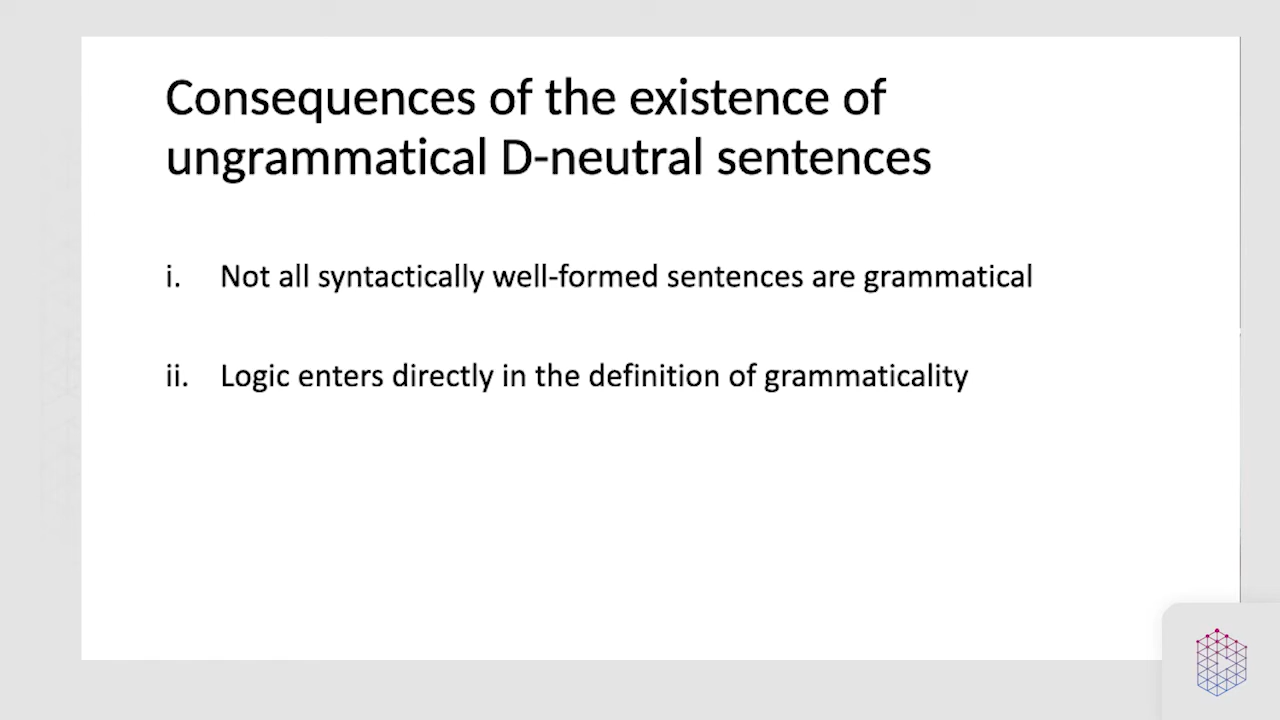 Consequences of the existence of
ungrammatical D-neutral sentences
i. Not all syntactically well-formed sentences are grammatical
ii. Logic enters directly in the definition of grammaticality